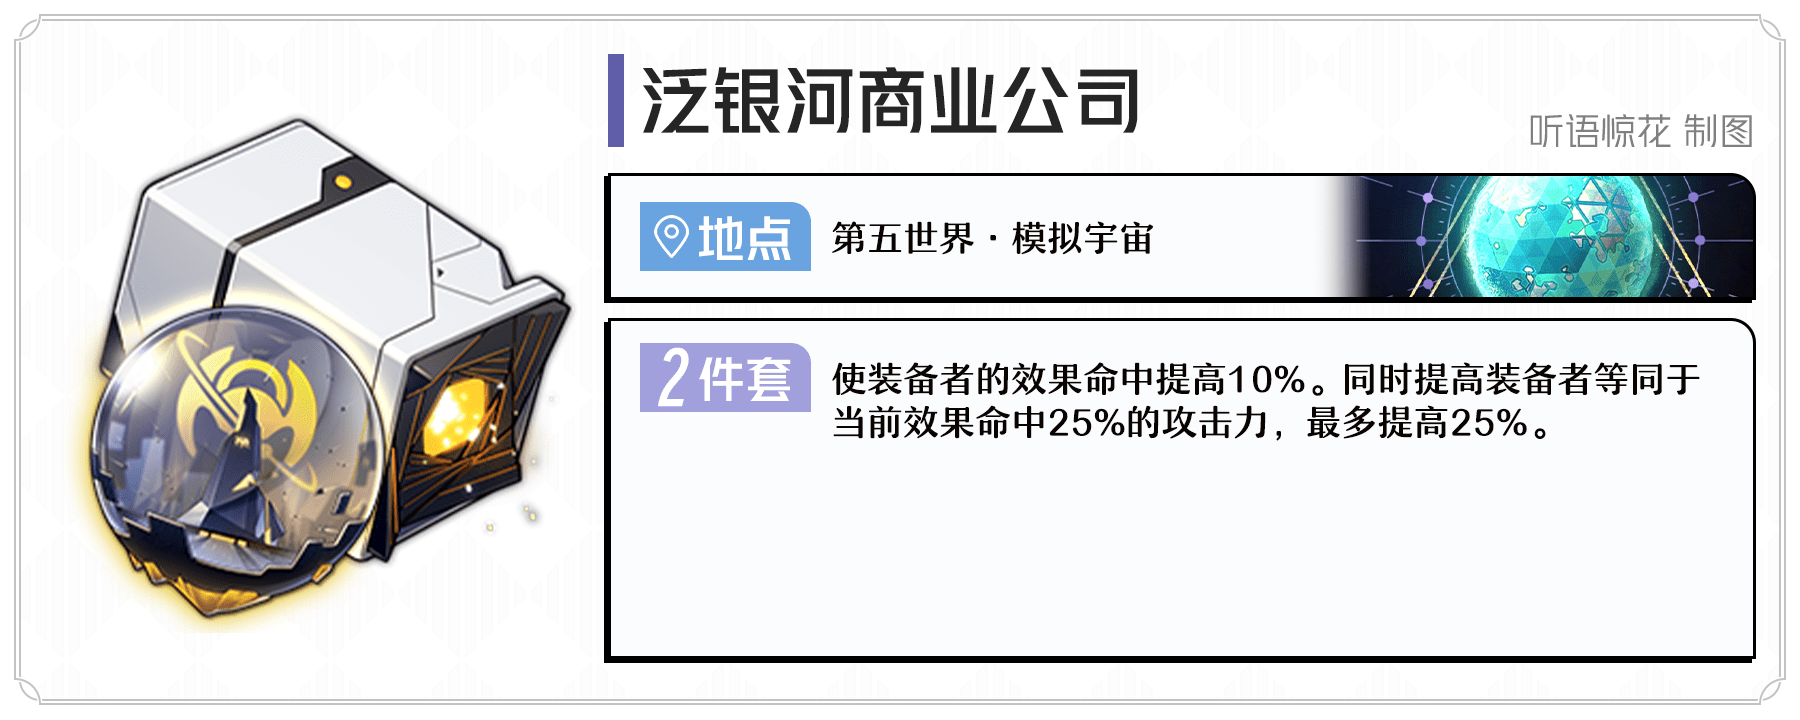 泛银河商业公司
听语惊花 制图
地点
第五世界·模拟宇宙
2件套
使装备者的效果命中提高10%。同时提高装备者等同于
当前效果命中25%的攻击力，最多提高25%。